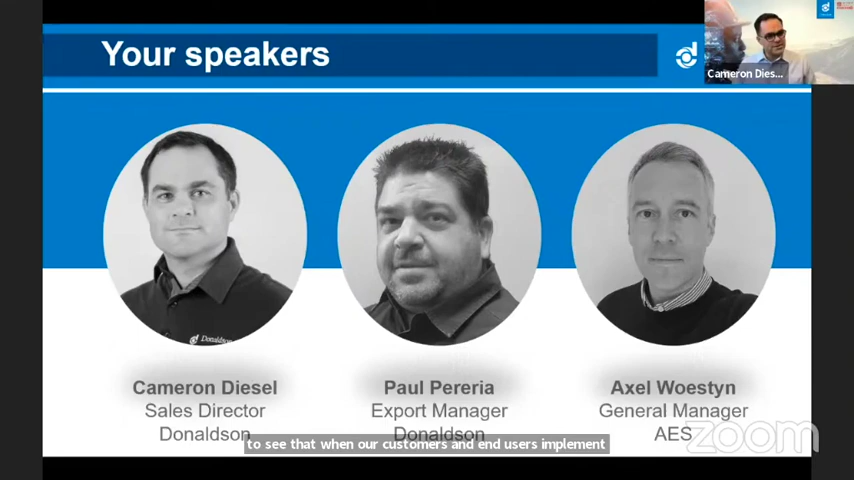 Your speakers
Cameron Dies...
Donaldson
Cameron Diesel
Sales Director
Donaldson
Paul Pereria
Export Manager
Donaldson
Axel Woestyn
General Manager
AES
to see that when our customers and end users implement
zoom